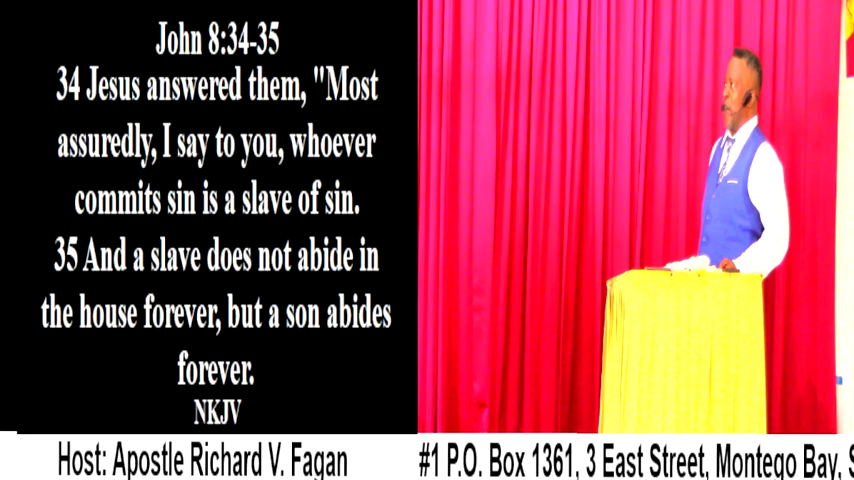 John 8:34-35
34 Jesus answered them, "Most
assuredly, I say to you, whoever
commits sin is a slave of sin.
35 And a slave does not abide in
the house forever, but a son abides
forever.
NKJV
Host: Apostle Richard V. Fagan
#1 P.O. Box 1361, 3 East Street, Montego Bay, S